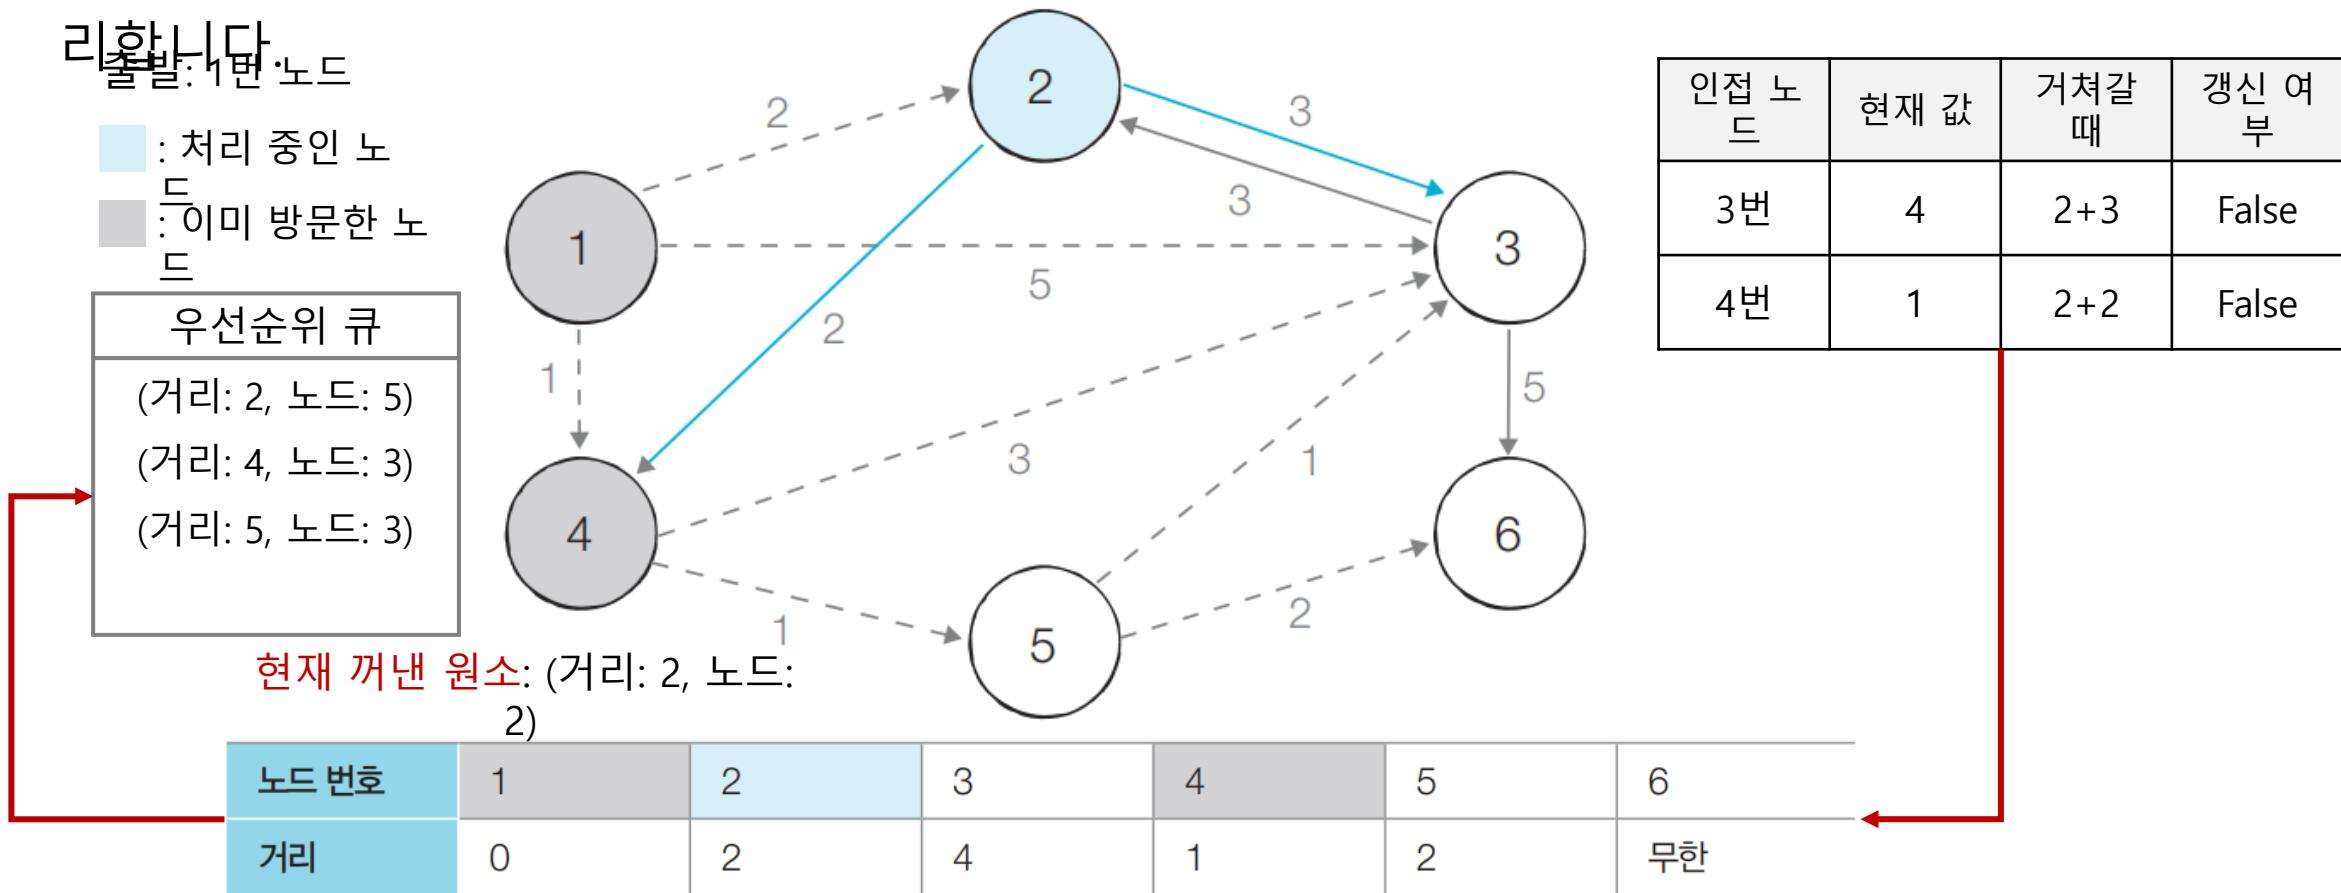 리합니다.
출발: 1번 노드
: 처리 중인 노
드
: 이미 방문한 노
드
우선순위 큐
(거리: 2, 노드: 5)
(거리: 4, 노드: 3)
(거리: 5, 노드: 3)
현재 꺼낸 원소: (거리: 2, 노드:
2)
2
1
3
4
5
6
2
3
3
5
2
1
3
1
5
1
2
인접 노
드
현재 값
거쳐갈
때
갱신 여
부
3번 4 2+3 False
4번 1 2+2 False
노드 번호 1 2 3 4 5 6
거리 0 2 4 1 2 무한